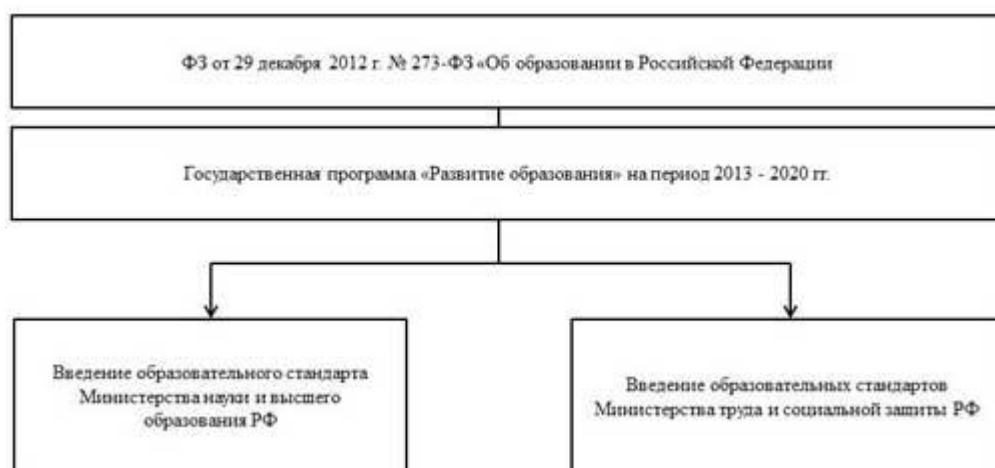 ФЗ от 29 декабря 2012 г. № 273-ФЗ «Об образовании в Российской Федерации
Государственная программа «Развитие образования» на период 2013 - 2020 гг.
Введение образовательного стандарта
Министерства науки и высшего
образования РФ
Введение образовательных стандартов
Министерства труда и социальной защиты РФ